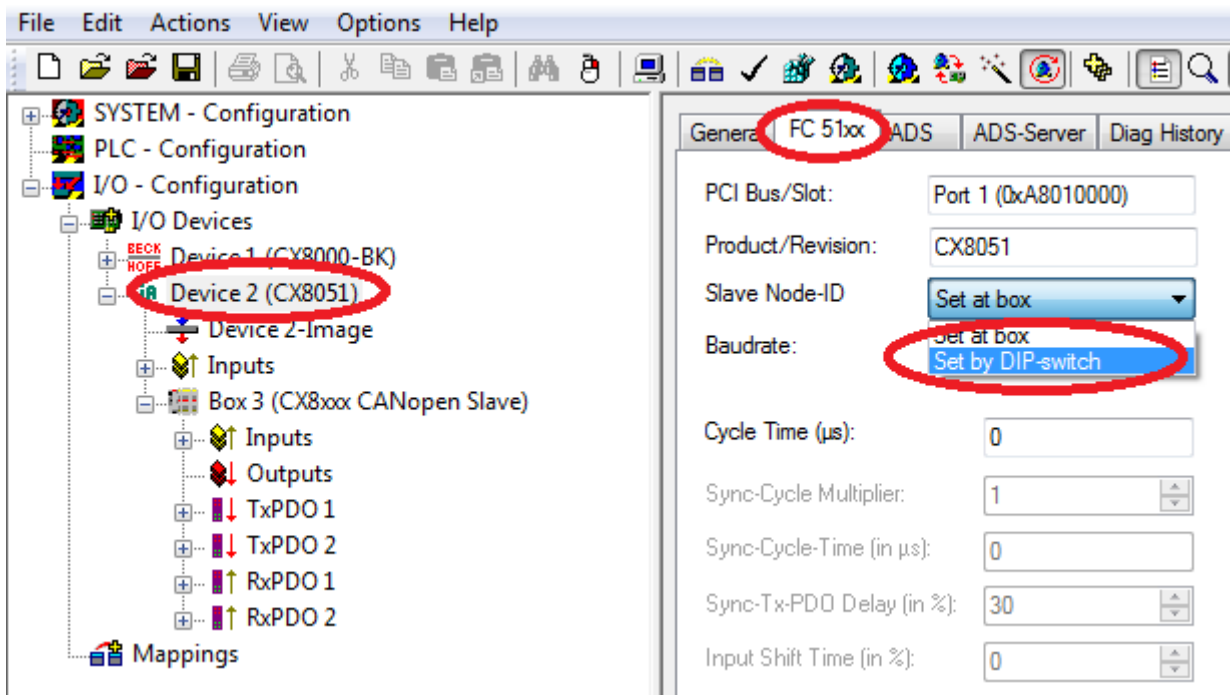 File Edit Actions View Options Help
SYSTEM - Configuration
PLC - Configuration
I/O - Configuration
I/O Devices
BECK
HOFF
Device 1 (CX8000-BK)
Device 2 (CX8051)
Device 2-Image
Inputs
Box 3 (CX8xxx CANopen Slave)
Inputs
Outputs
TxPDO 1
TxPDO 2
RxPDO 1
RxPDO 2
Mappings
General FC 51xx ADS ADS-Server Diag History
PCI Bus/Slot: Port 1 (0xA8010000)
Product/Revision: CX8051
Slave Node-ID Set at box
Set at box
Baudrate: Set by DIP-switch
Cycle Time (µs): 0
Sync-Cycle Multiplier: 1
Sync-Cycle-Time (in µs): 0
Sync-Tx-PDO Delay (in %): 30
Input Shift Time (in %): 0